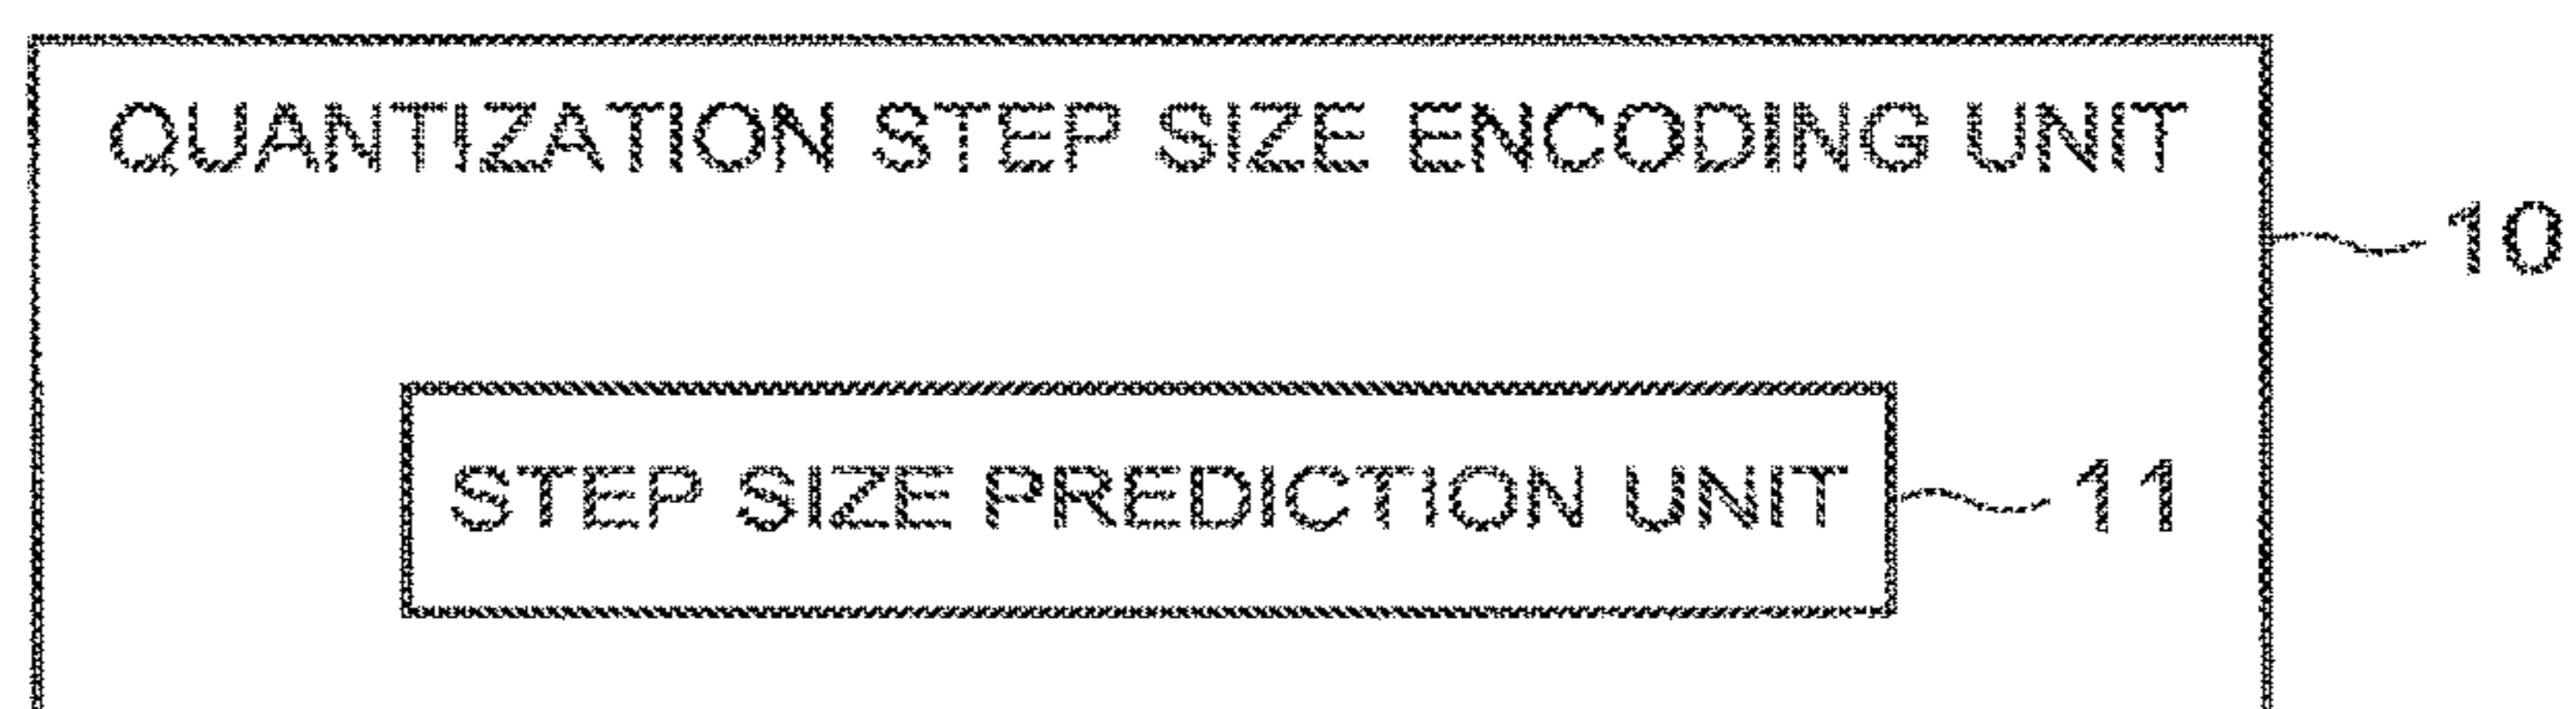 QUANTIZATION STEP SIZE ENCODING UNIT
10
STEP SIZE PREDICTION UNIT
11